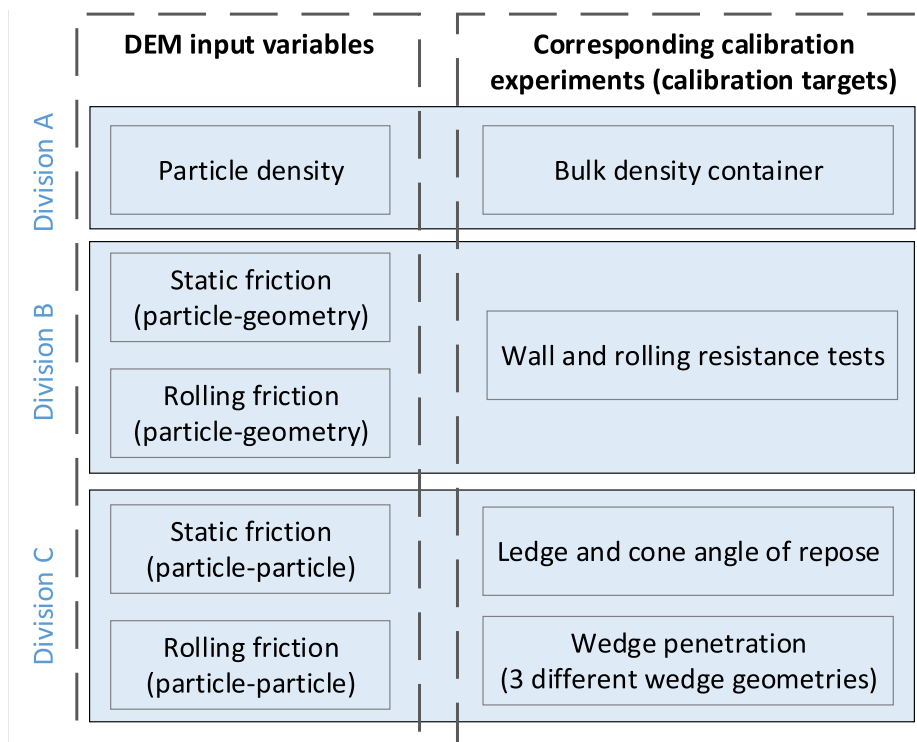 DEM input variables
Corresponding calibration
experiments (calibration targets)
Division A
Particle density
Bulk density container
Division B
Static friction
(particle-geometry)
Rolling friction
(particle-geometry)
Wall and rolling resistance tests
Division C
Static friction
(particle-particle)
Rolling friction
(particle-particle)
Ledge and cone angle of repose
Wedge penetration
(3 different wedge geometries)